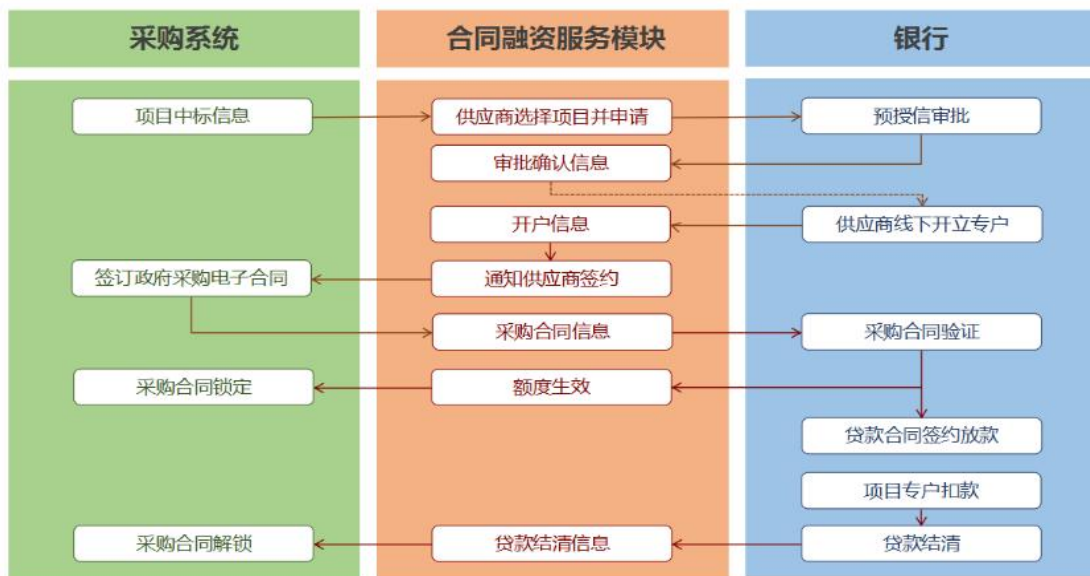 采购系统
合同融资服务模块
银行
项目中标信息
供应商选择项目并申请
预授信审批
审批确认信息
开户信息
供应商线下开立专户
签订政府采购电子合同
通知供应商签约
采购合同信息
采购合同验证
采购合同锁定
额度生效
贷款合同签约放款
项目专户扣款
采购合同解锁
贷款结清信息
贷款结清